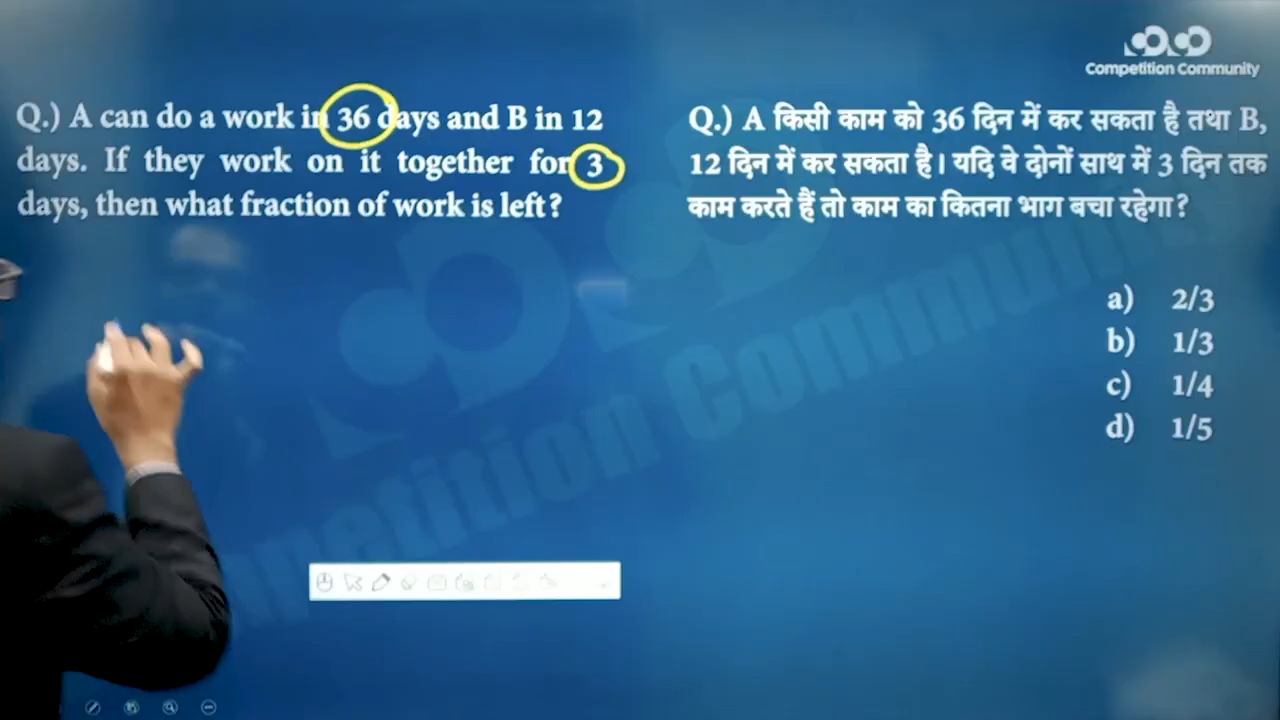 Competition Community
Q.) A can do a work in 36 days and B in 12
days. If they work on it together for 3
days, then what fraction of work is left?
Q.) A किसी काम को 36 दिन में कर सकता है तथा B,
12 दिन में कर सकता है। यदि वे दोनों साथ में 3 दिन तक
काम करते हैं तो काम का कितना भाग बचा रहेगा?
a) 2/3
b) 1/3
c) 1/4
d) 1/5
Competition Community